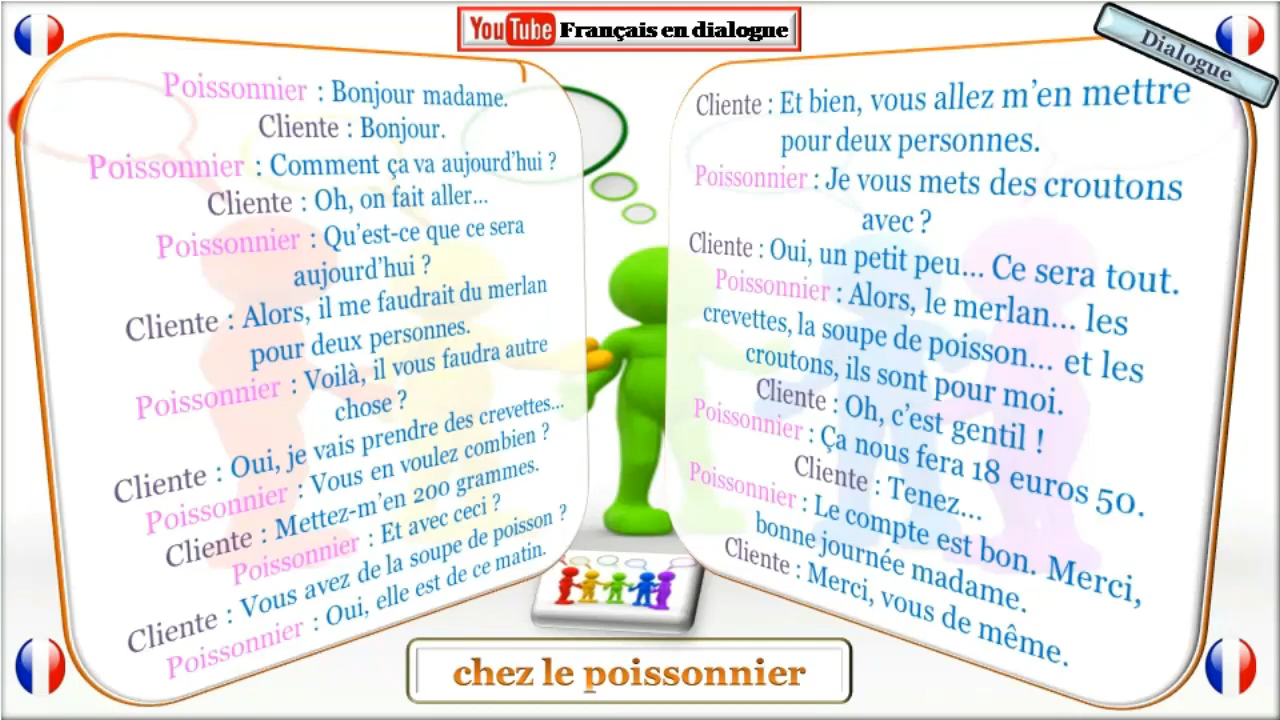 YouTube Français en dialogue
Dialogue
Poissonnier : Bonjour madame.
Cliente : Bonjour.
Poissonnier : Comment ça va aujourd'hui ?
Cliente : Oh, on fait aller...
Poissonnier : Qu'est-ce que ce sera
aujourd'hui ?
Cliente : Alors, il me faudrait du merlan
pour deux personnes.
Poissonnier : Voilà, il vous faudra autre
chose ?
Cliente : Oui, je vais prendre des crevettes...
Poissonnier : Vous en voulez combien ?
Cliente : Mettez-m'en 200 grammes.
Poissonnier : Et avec ceci ?
Cliente : Vous avez de la soupe de poisson ?
Poissonnier : Oui, elle est de ce matin.
Cliente : Et bien, vous allez m'en mettre
pour deux personnes.
Poissonnier : Je vous mets des croutons
avec ?
Cliente : Oui, un petit peu... Ce sera tout.
Poissonnier : Alors, le merlan... les
crevettes, la soupe de poisson... et les
croutons, ils sont pour moi.
Cliente : Oh, c'est gentil !
Poissonnier : Ça nous fera 18 euros 50.
Cliente : Tenez...
Poissonnier : Le compte est bon. Merci,
bonne journée madame.
Cliente : Merci, vous de même.
chez le poissonnier